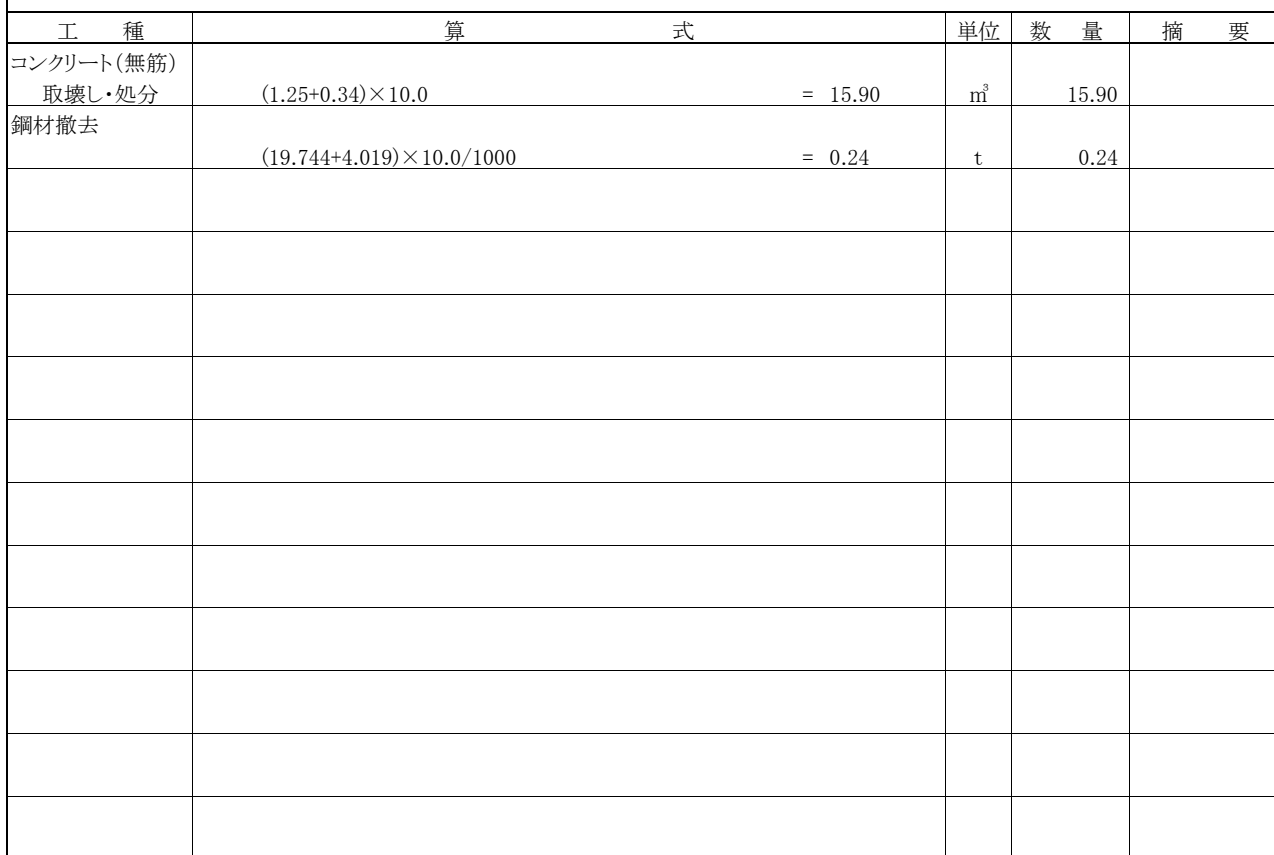 工　種 算　式 単位 数　量 摘　要
コンクリート(無筋)
取壊し・処分 (1.25+0.34)×10.0 = 15.90 ㎥ 15.90
鋼材撤去
(19.744+4.019)×10.0/1000 = 0.24 t 0.24